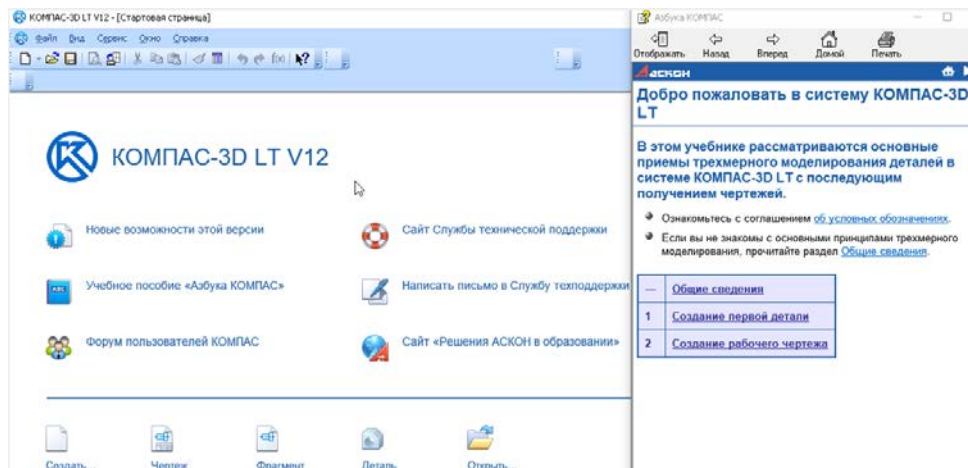 КОМПАС-3D LT V12 - [Стартовая страница]
Файл Вид Сервис Окно Справка
КОМПАС-3D LT V12
Новые возможности этой версии
Сайт Службы технической поддержки
Учебное пособие «Азбука КОМПАС»
Написать письмо в Службу техподдержки
Форум пользователей КОМПАС
Сайт «Решения АСКОН в образовании»
Создать...
Чертеж
Фрагмент
Деталь
Открыть...
Азбука КОМПАС
Отображать Назад Вперед Домой Печать
АСКОН
Добро пожаловать в систему КОМПАС-3D
LT
В этом учебнике рассматриваются основные
приемы трехмерного моделирования деталей в
системе КОМПАС-3D LT с последующим
получением чертежей.
Ознакомьтесь с соглашением об условных обозначениях.
Если вы не знакомы с основными принципами трехмерного
моделирования, прочитайте раздел Общие сведения.
— Общие сведения
1 Создание первой детали
2 Создание рабочего чертежа